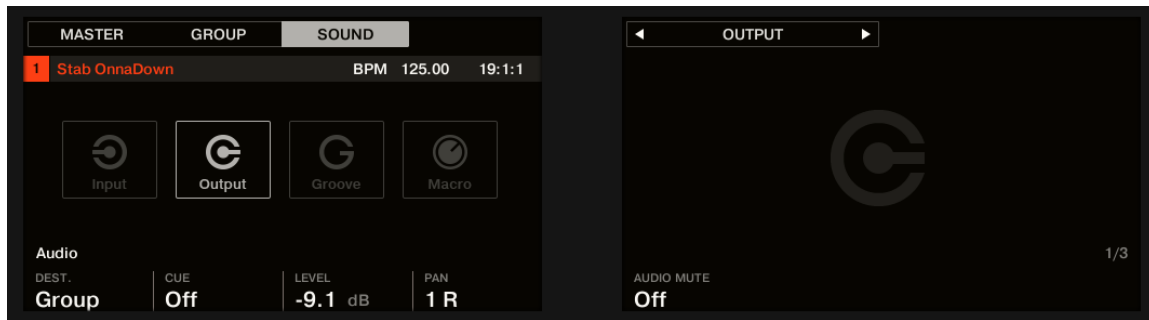 MASTER GROUP SOUND
1 Stab OnnaDown BPM 125.00 19:1:1
Input Output Groove Macro
Audio
DEST. CUE LEVEL PAN
Group Off -9.1 dB 1 R
OUTPUT
1/3
AUDIO MUTE
Off